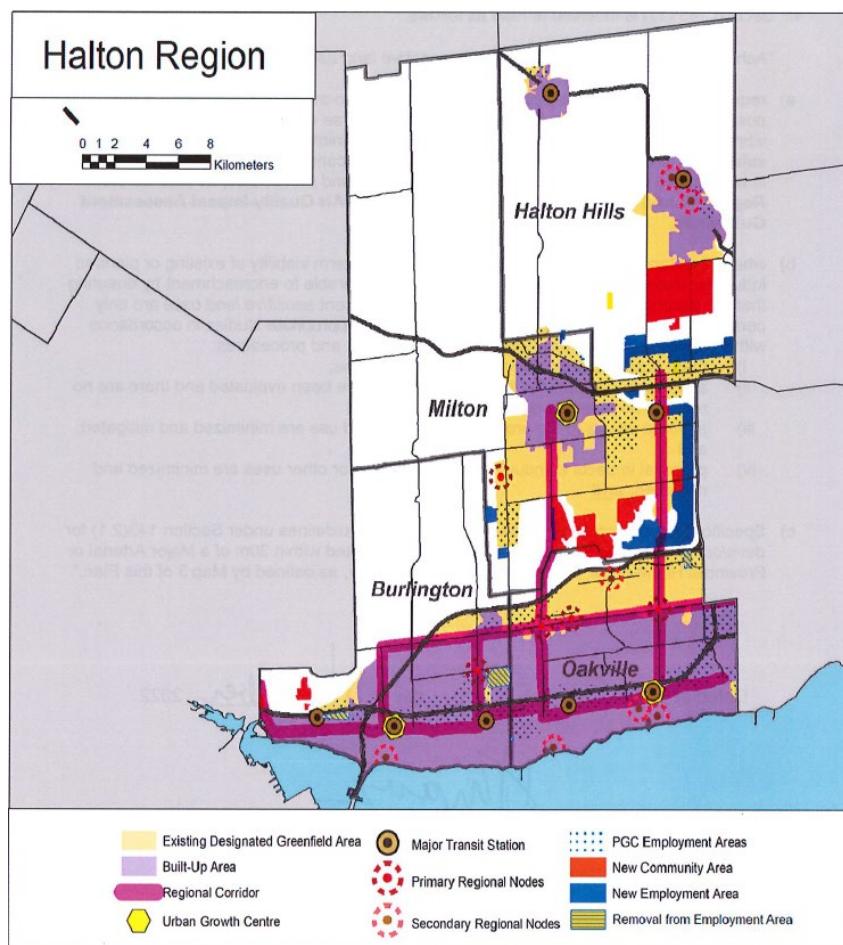 Halton Region
0 1 2 4 6 8
Kilometers
Halton Hills
Milton
Burlington
Oakville
Existing Designated Greenfield Area
Built-Up Area
Regional Corridor
Urban Growth Centre
Major Transit Station
Primary Regional Nodes
Secondary Regional Nodes
PGC Employment Areas
New Community Area
New Employment Area
Removal from Employment Area